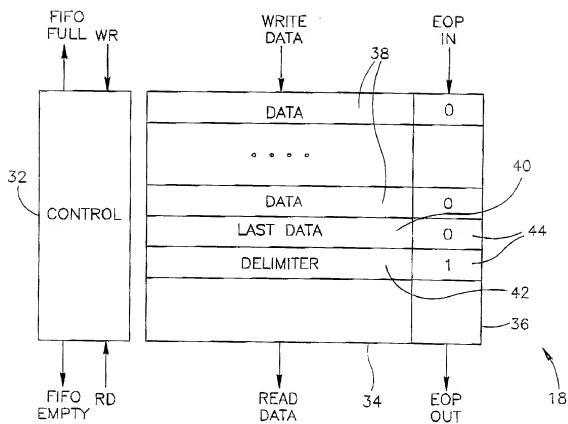 FIFO
FULL
WR
WRITE
DATA
EOP
IN
38
DATA
0
32
40
DATA
0
CONTROL
LAST DATA
0
44
DELIMITER
1
42
36
FIFO
EMPTY
RD
READ
DATA
34
EOP
OUT
18